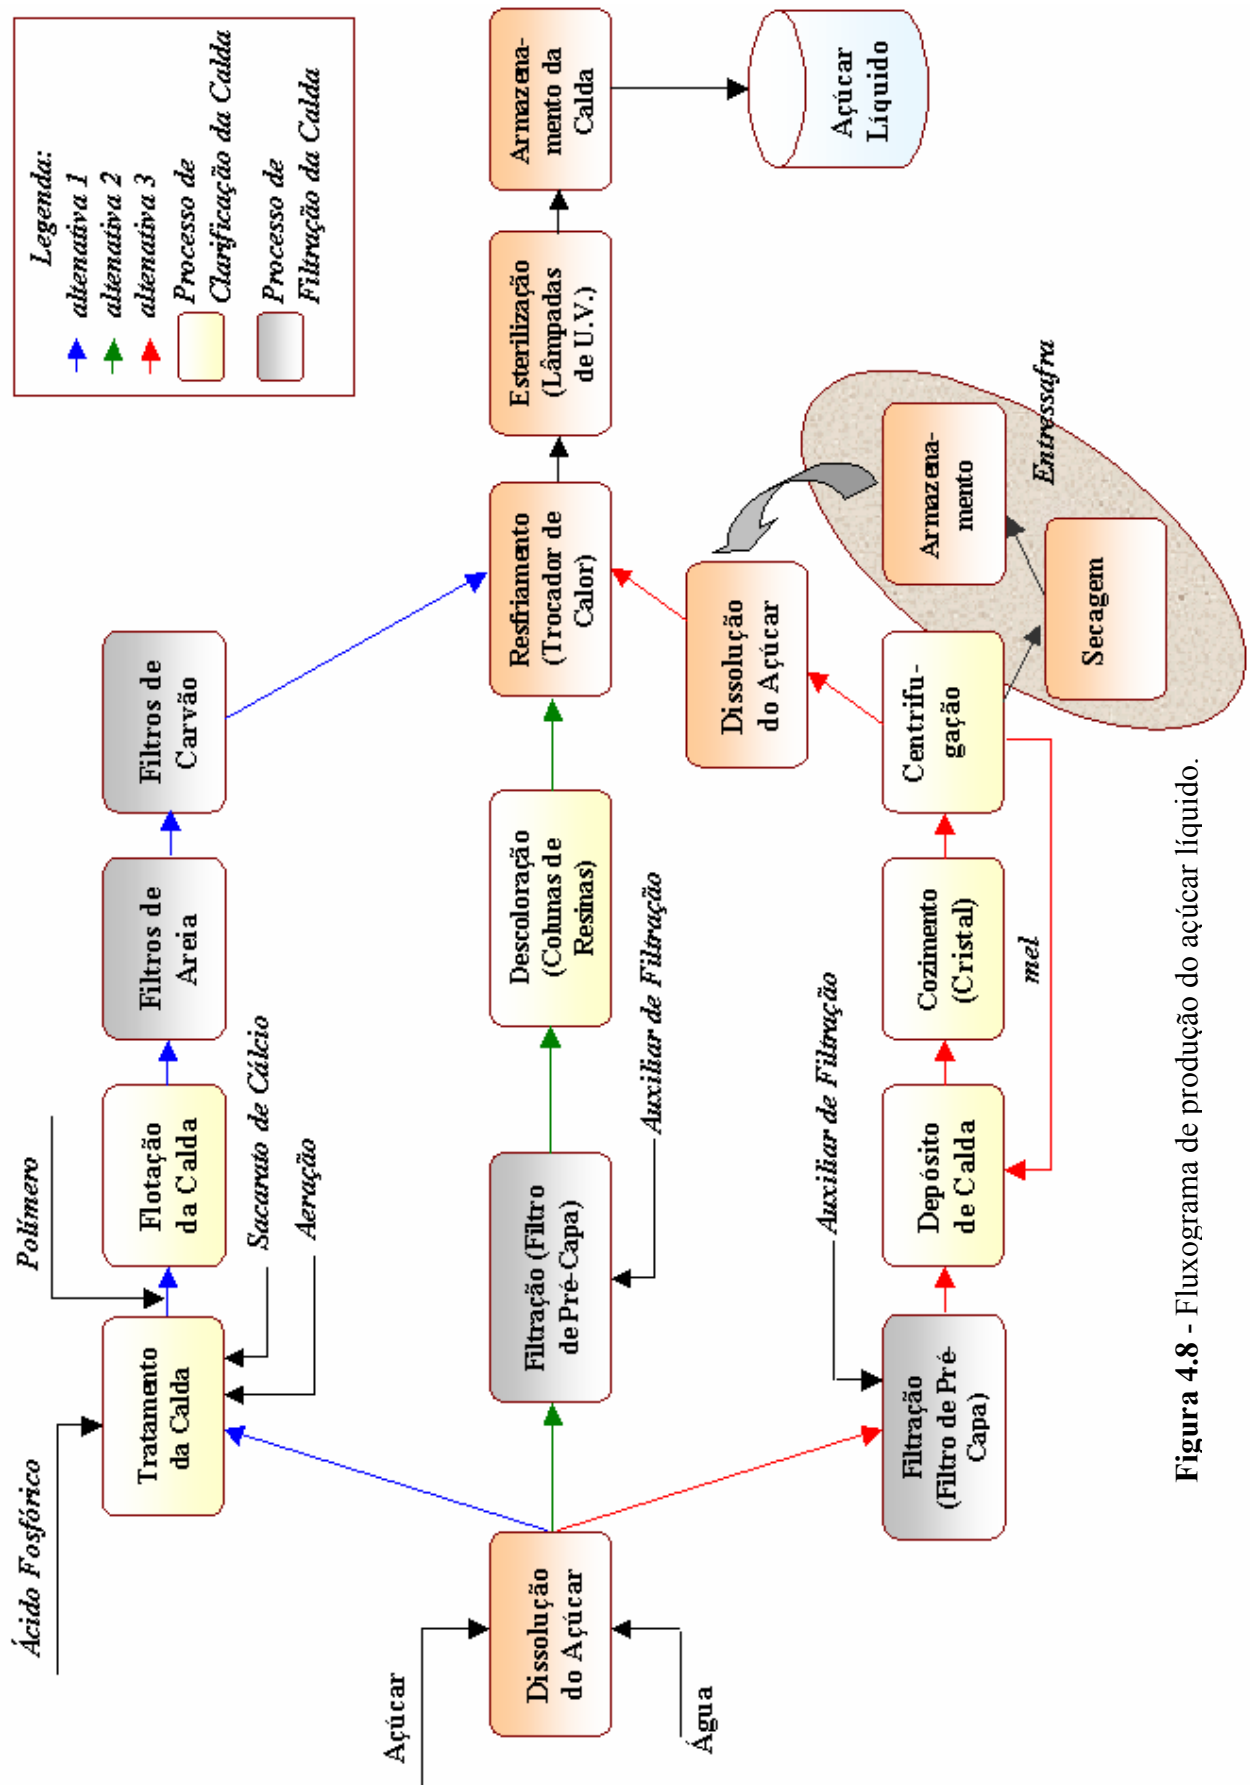 Legenda:
altenativa 1
altenativa 2
altenativa 3
Processo de
Clarificação da Calda
Processo de
Filtração da Calda
Ácido Fosfórico
Polímero
Tratamento
da Calda
Flotação
da Calda
Filtros de
Areia
Filtros de
Carvão
Sacarato de Cálcio
Aeração
Açúcar
Água
Dissolução
do Açúcar
Filtração (Filtro
de Pré-Capa)
Auxiliar de Filtração
Descoloração
(Colunas de
Resinas)
Resfriamento
(Trocador de
Calor)
Esterilização
(Lâmpadas
de U.V.)
Armazena-
mento da
Calda
Açúcar
Líquido
Dissolução
do Açúcar
Auxiliar de Filtração
Filtração
(Filtro de Pré-
Capa)
Depósito
de Calda
Cozimento
(Cristal)
Centrifu-
gação
mel
Secagem
Armazena-
mento
Entressafra
Figura 4.8 - Fluxograma de produção do açúcar líquido.